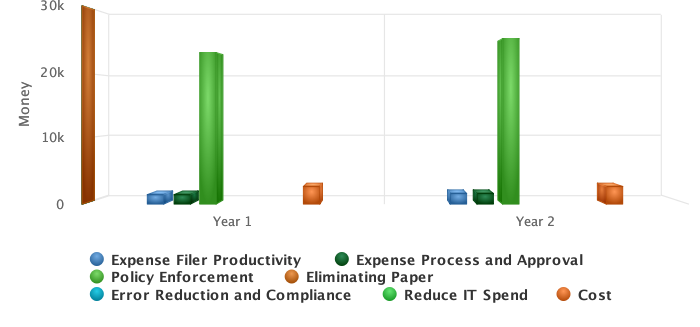 30k
20k
Money
10k
0
Year 1 Year 2
Expense Filer Productivity Expense Process and Approval
Policy Enforcement Eliminating Paper
Error Reduction and Compliance Reduce IT Spend Cost